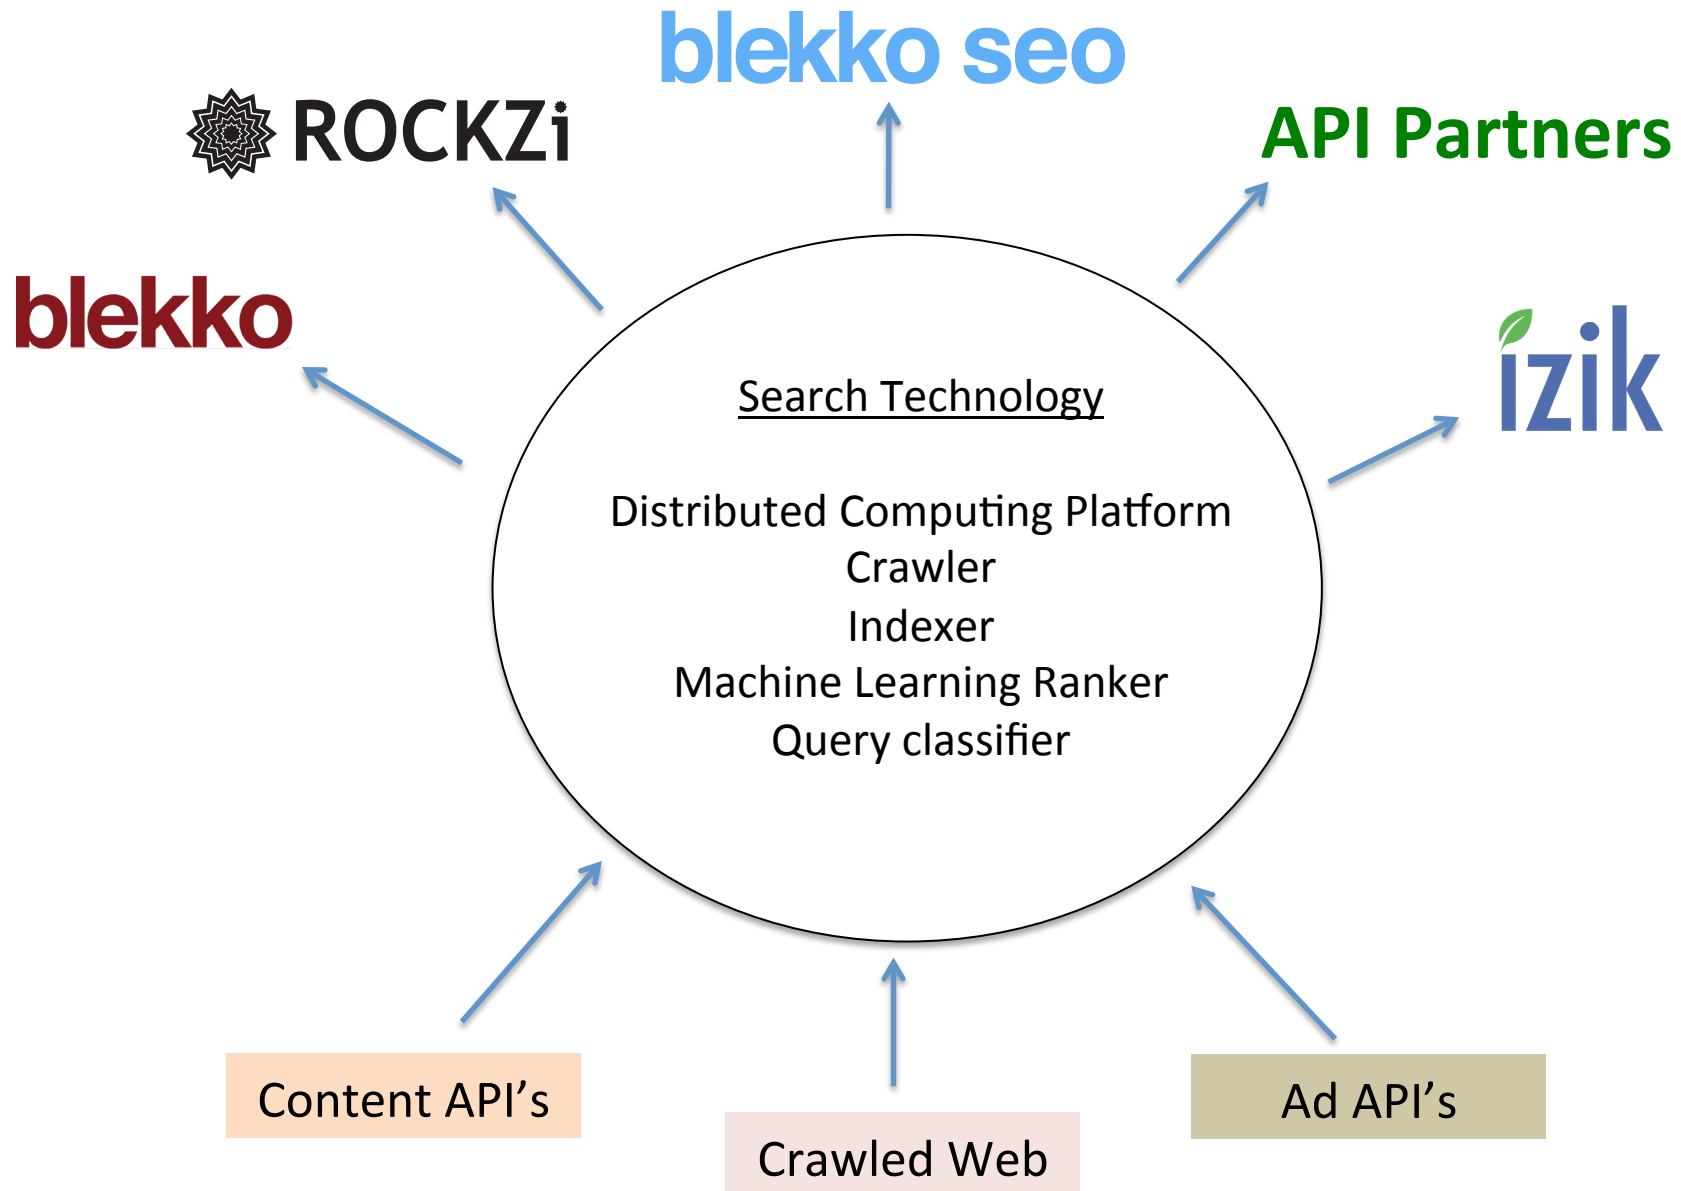 blekko seo
ROCKZi
API Partners
blekko
izik
Search Technology
Distributed Computing Platform
Crawler
Indexer
Machine Learning Ranker
Query classifier
Content API’s
Crawled Web
Ad API’s